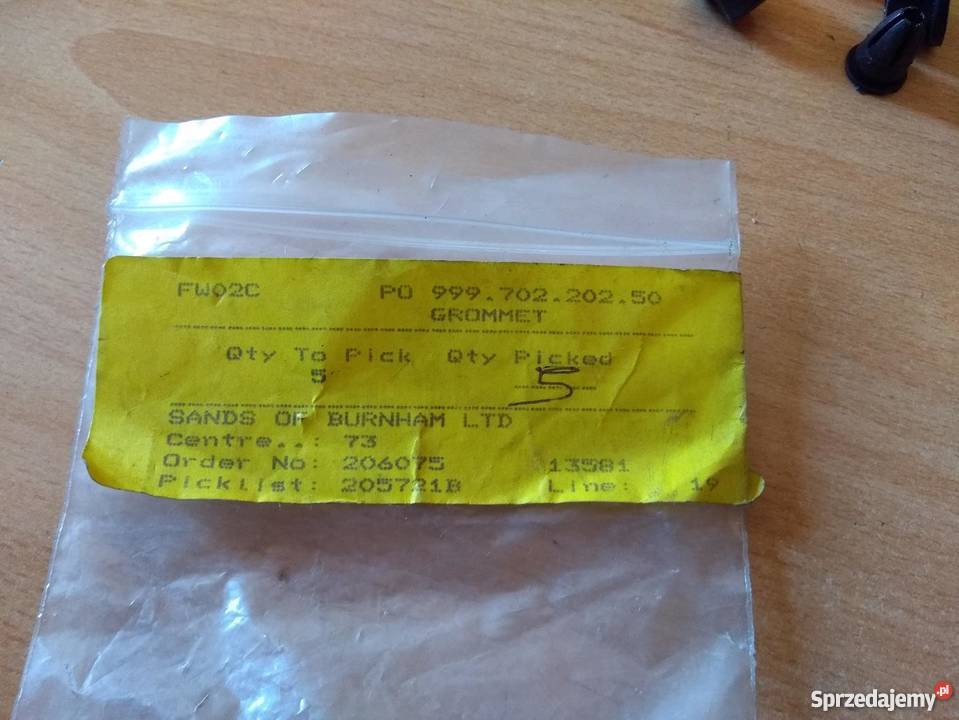 FW02C PO 999.702.202.50
GROMMET
Qty To Pick Qty Picked
5 5
SANDS OF BURNHAM LTD
Centre..: 73
Order No: 206075 13581
Picklist: 205721B Line: 19
Sprzedajemy.pl